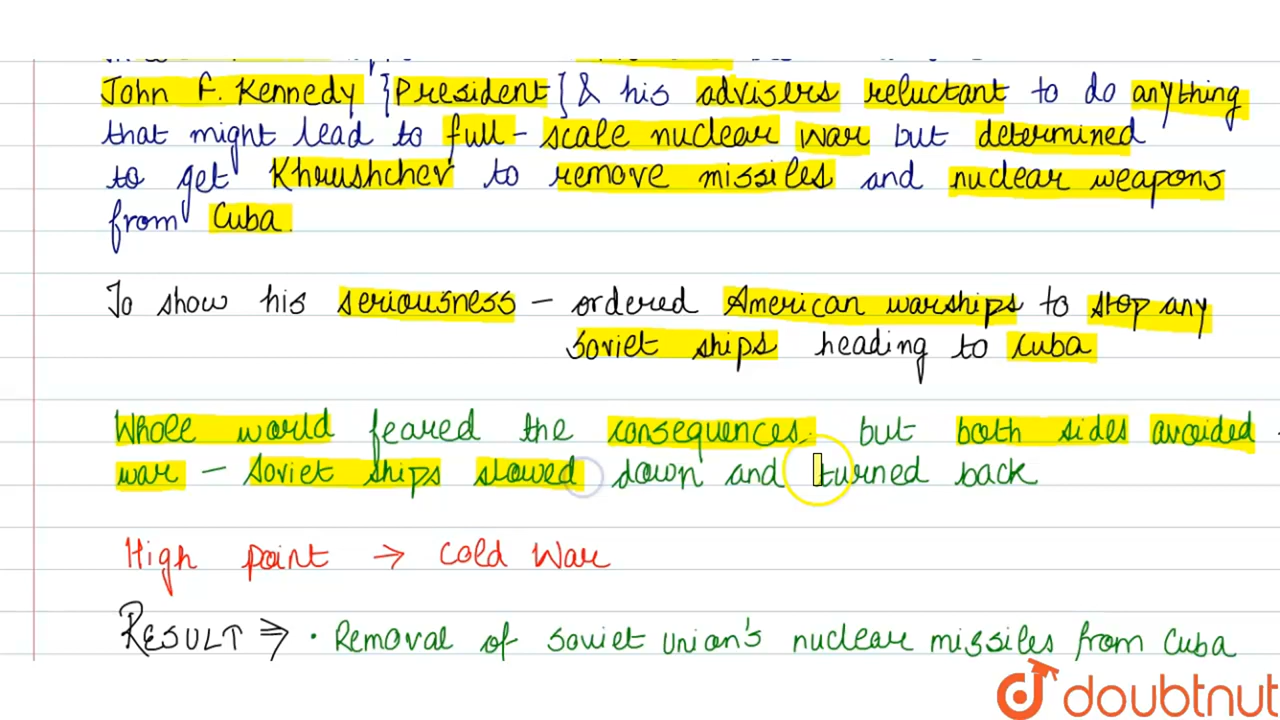 John F. Kennedy [President] & his advisers reluctant to do anything
that might lead to full-scale nuclear war but determined
to get Khrushchev to remove missiles and nuclear weapons
from Cuba.
To show his seriousness - ordered American warships to stop any
Soviet ships heading to Cuba
Whole world feared the consequences, but both sides avoided
war - Soviet ships slowed down and turned back
High point → Cold War
RESULT ⇒ • Removal of Soviet Union's nuclear missiles from Cuba
doubtnut